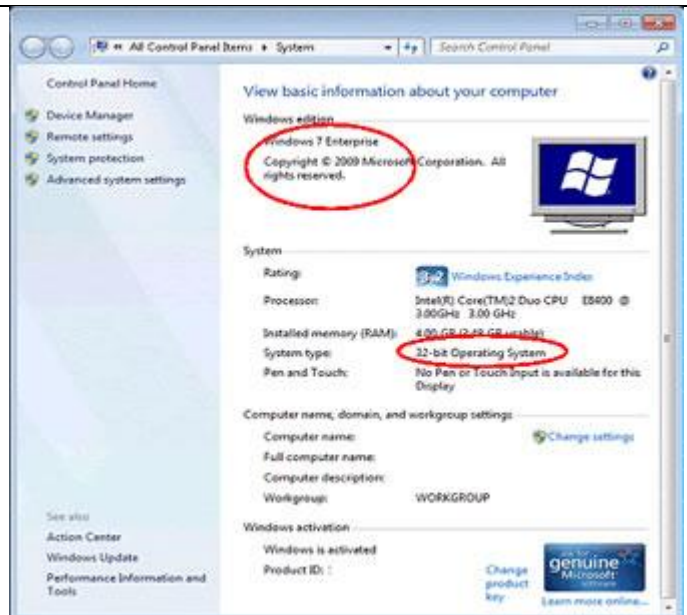 All Control Panel Items
System
Search Control Panel
Control Panel Home
Device Manager
Remote settings
System protection
Advanced system settings
View basic information about your computer
Windows edition
Windows 7 Enterprise
Copyright © 2009 Microsoft Corporation. All
rights reserved.
System
Rating:
Windows Experience Index
Processor:
Intel(R) Core(TM)2 Duo CPU E8400 @
3.00GHz 3.00 GHz
Installed memory (RAM):
4.00 GB usable)
System type:
32-bit Operating System
Pen and Touch:
No Pen or Touch Input is available for this
Display
Computer name, domain, and workgroup settings
Computer name:
Change settings
Full computer name:
Computer description:
Workgroup:
WORKGROUP
Windows activation
Windows is activated
Product ID:
Change
product
key
ask for
genuine
Microsoft
software
Learn more online...
See also
Action Center
Windows Update
Performance Information and
Tools